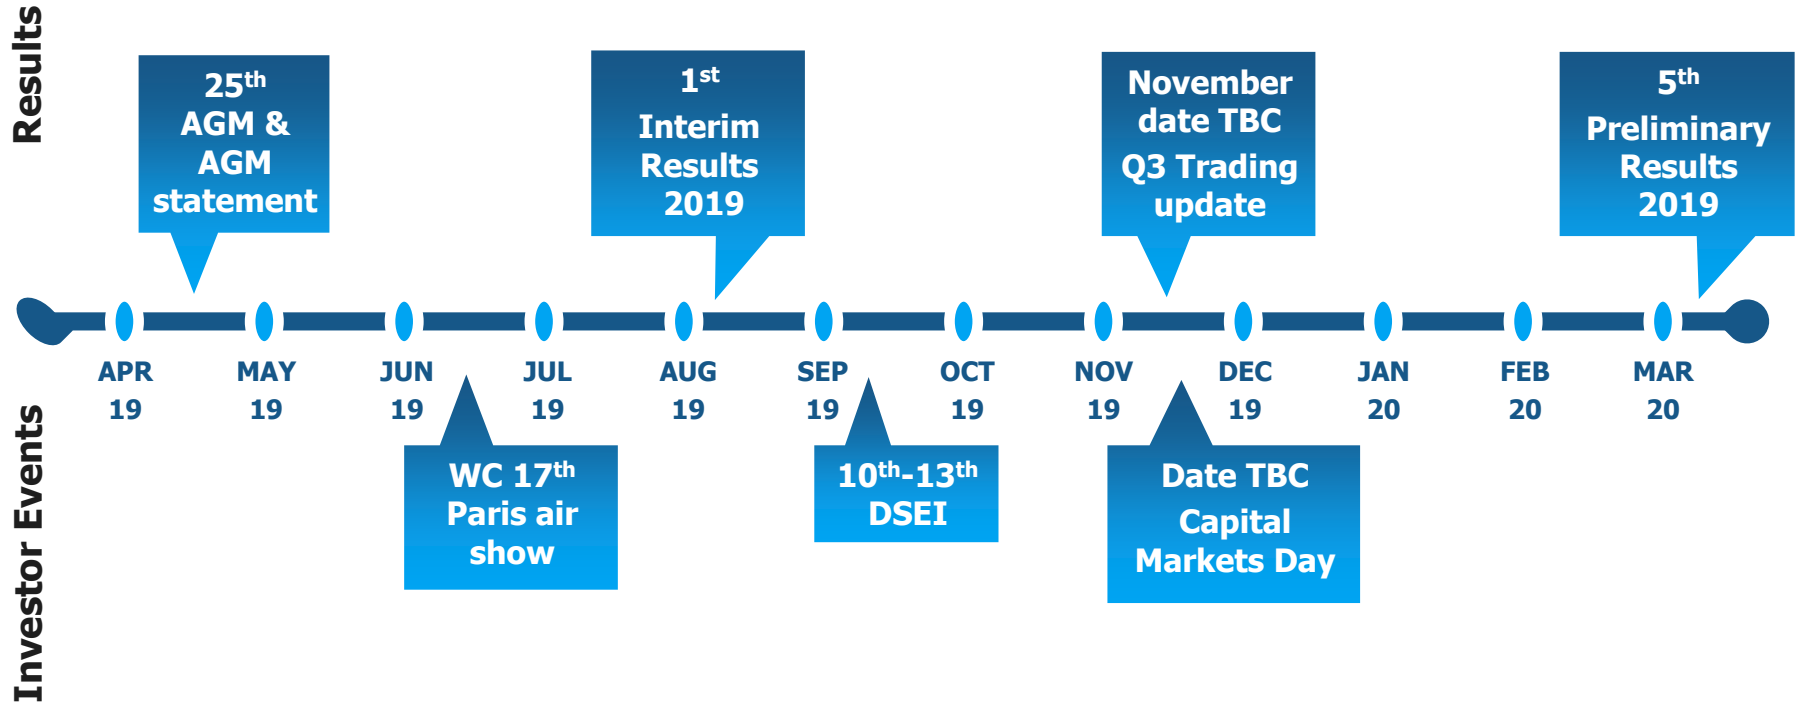 Results
25th
AGM &
AGM
statement
1st
Interim
Results
2019
November
date TBC
Q3 Trading
update
5th
Preliminary
Results
2019
APR
19
MAY
19
JUN
19
JUL
19
AUG
19
SEP
19
OCT
19
NOV
19
DEC
19
JAN
20
FEB
20
MAR
20
Investor Events
WC 17th
Paris air
show
10th-13th
DSEI
Date TBC
Capital
Markets Day